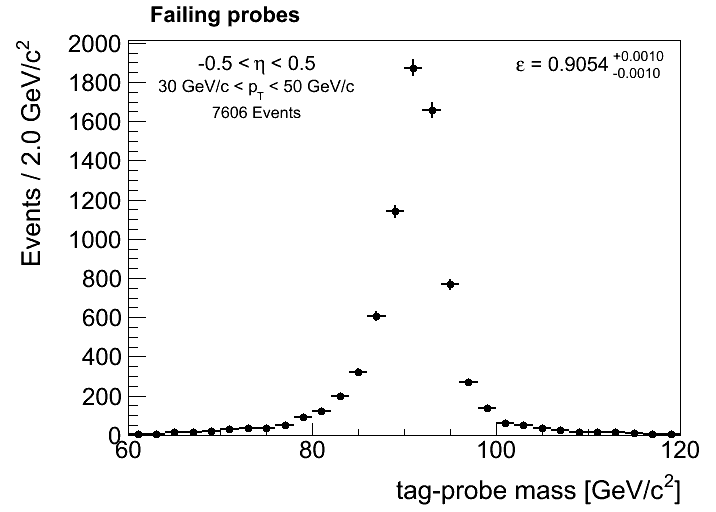 Failing probes
Events / 2.0 GeV/c²
2000
1800
1600
1400
1200
1000
800
600
400
200
0
-0.5 < η < 0.5
30 GeV/c < p_T < 50 GeV/c
7606 Events
ε = 0.9054 +0.0010 -0.0010
60 80 100 120
tag-probe mass [GeV/c²]